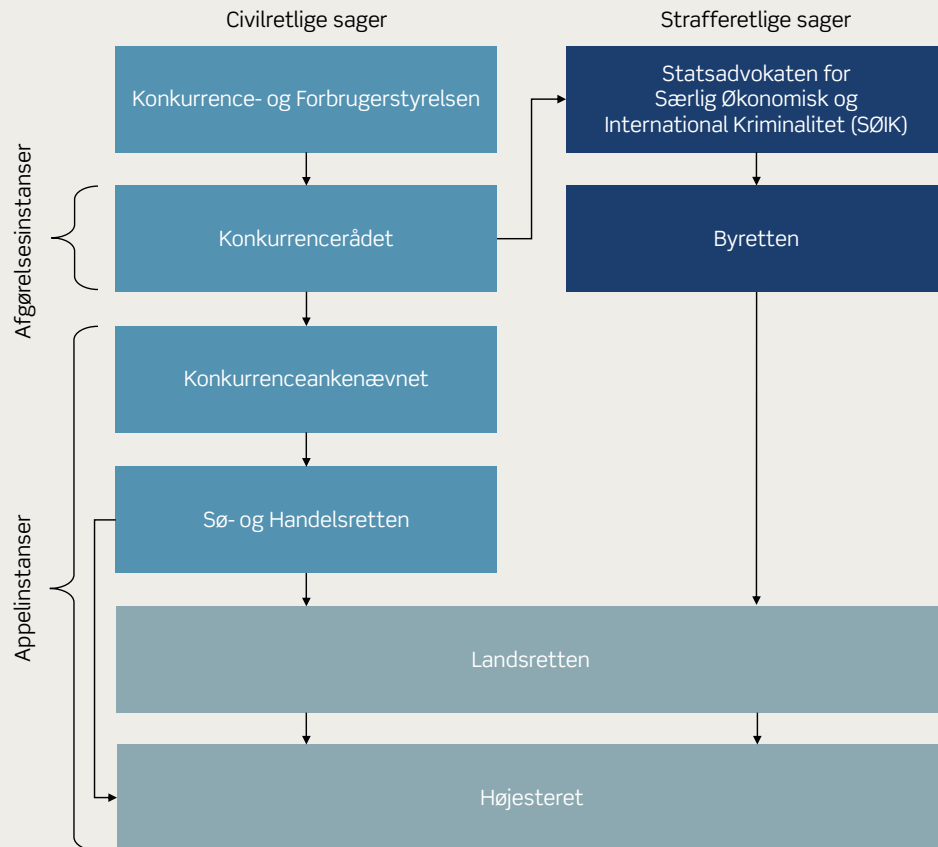 Civilretlige sager
Strafferetlige sager
Konkurrence- og Forbrugerstyrelsen
Statsadvokaten for
Særlig Økonomisk og
International Kriminalitet (SØIK)
Afgørelsesinstanser
Konkurrencerådet
Byretten
Appelinstanser
Konkurrenceankenævnet
Sø- og Handelsretten
Landsretten
Højesteret